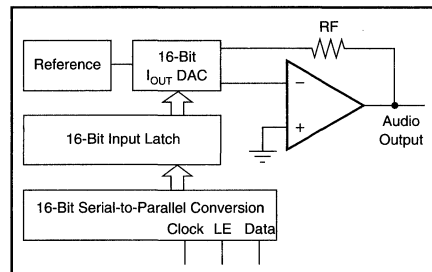 RF
Reference
16-Bit
IOUT DAC
−
+
Audio
Output
16-Bit Input Latch
16-Bit Serial-to-Parallel Conversion
Clock LE Data